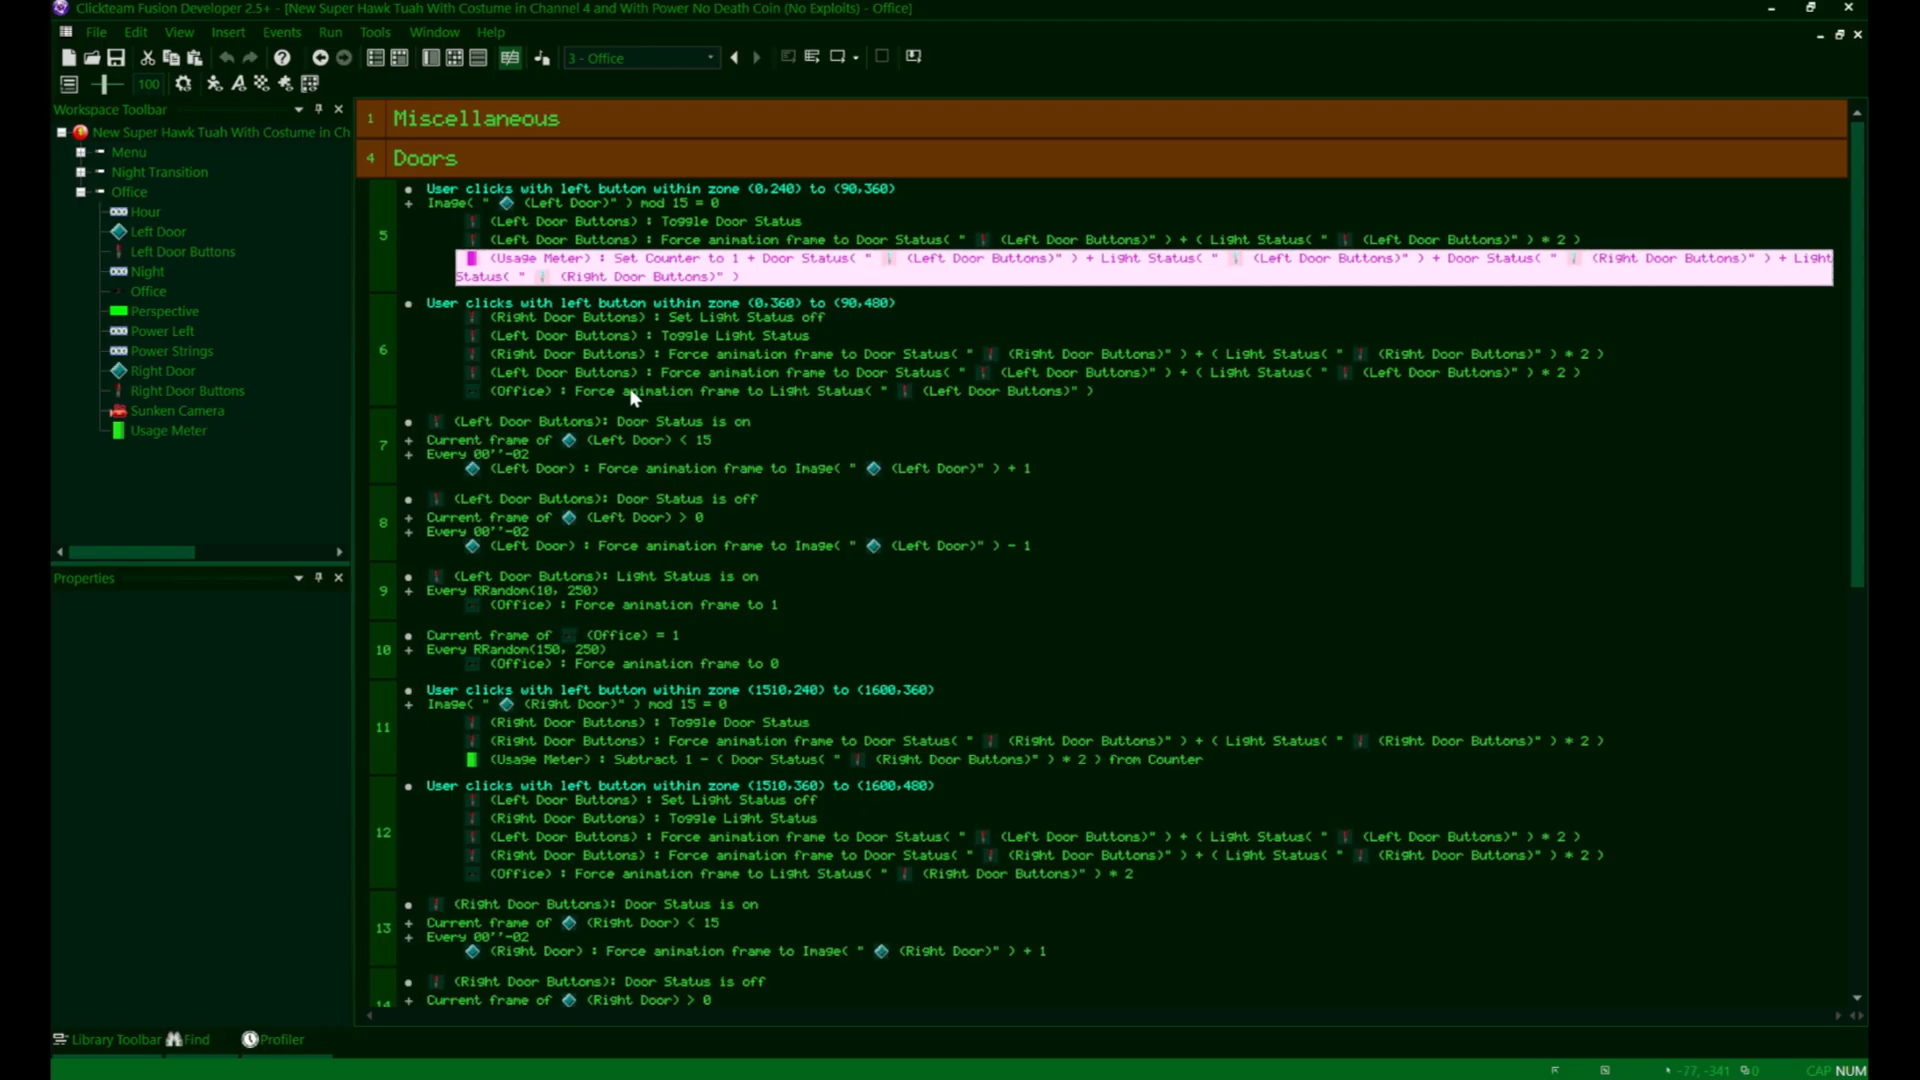 Clickteam Fusion Developer 2.5+ - [New Super Hawk Tuah With Costume in Channel 4 and With Power No Death Coin (No Exploits) - Office]
File Edit View Insert Events Run Tools Window Help
3 - Office
100
Workspace Toolbar
New Super Hawk Tuah With Costume in Ch
Menu
Night Transition
Office
Hour
Left Door
Left Door Buttons
Night
Office
Perspective
Power Left
Power Strings
Right Door
Right Door Buttons
Sunken Camera
Usage Meter
Properties
1 Miscellaneous
4 Doors
5
User clicks with left button within zone (0,240) to (90,360)
+ Image( " (Left Door)" ) mod 15 = 0
(Left Door Buttons) : Toggle Door Status
(Left Door Buttons) : Force animation frame to Door Status( " (Left Door Buttons)" ) + ( Light Status( " (Left Door Buttons)" ) * 2 )
(Usage Meter) : Set Counter to 1 + Door Status( " (Left Door Buttons)" ) + Light Status( " (Left Door Buttons)" ) + Door Status( " (Right Door Buttons)" ) + Light
Status( " (Right Door Buttons)" )
6
User clicks with left button within zone (0,360) to (90,480)
(Right Door Buttons) : Set Light Status off
(Left Door Buttons) : Toggle Light Status
(Right Door Buttons) : Force animation frame to Door Status( " (Right Door Buttons)" ) + ( Light Status( " (Right Door Buttons)" ) * 2 )
(Left Door Buttons) : Force animation frame to Door Status( " (Left Door Buttons)" ) + ( Light Status( " (Left Door Buttons)" ) * 2 )
(Office) : Force animation frame to Light Status( " (Left Door Buttons)" )
7
(Left Door Buttons): Door Status is on
+ Current frame of (Left Door) < 15
+ Every 00''-02
(Left Door) : Force animation frame to Image( " (Left Door)" ) + 1
8
(Left Door Buttons): Door Status is off
+ Current frame of (Left Door) > 0
+ Every 00''-02
(Left Door) : Force animation frame to Image( " (Left Door)" ) - 1
9
(Left Door Buttons): Light Status is on
+ Every RRandom(10, 250)
(Office) : Force animation frame to 1
10
Current frame of (Office) = 1
+ Every RRandom(150, 250)
(Office) : Force animation frame to 0
11
User clicks with left button within zone (1510,240) to (1600,360)
+ Image( " (Right Door)" ) mod 15 = 0
(Right Door Buttons) : Toggle Door Status
(Right Door Buttons) : Force animation frame to Door Status( " (Right Door Buttons)" ) + ( Light Status( " (Right Door Buttons)" ) * 2 )
(Usage Meter) : Subtract 1 - ( Door Status( " (Right Door Buttons)" ) * 2 ) from Counter
12
User clicks with left button within zone (1510,360) to (1600,480)
(Left Door Buttons) : Set Light Status off
(Right Door Buttons) : Toggle Light Status
(Left Door Buttons) : Force animation frame to Door Status( " (Left Door Buttons)" ) + ( Light Status( " (Left Door Buttons)" ) * 2 )
(Right Door Buttons) : Force animation frame to Door Status( " (Right Door Buttons)" ) + ( Light Status( " (Right Door Buttons)" ) * 2 )
(Office) : Force animation frame to Light Status( " (Right Door Buttons)" ) * 2
13
(Right Door Buttons): Door Status is on
+ Current frame of (Right Door) < 15
+ Every 00''-02
(Right Door) : Force animation frame to Image( " (Right Door)" ) + 1
14
(Right Door Buttons): Door Status is off
+ Current frame of (Right Door) > 0
Library Toolbar Find Profiler
-77, -341 0 CAP NUM